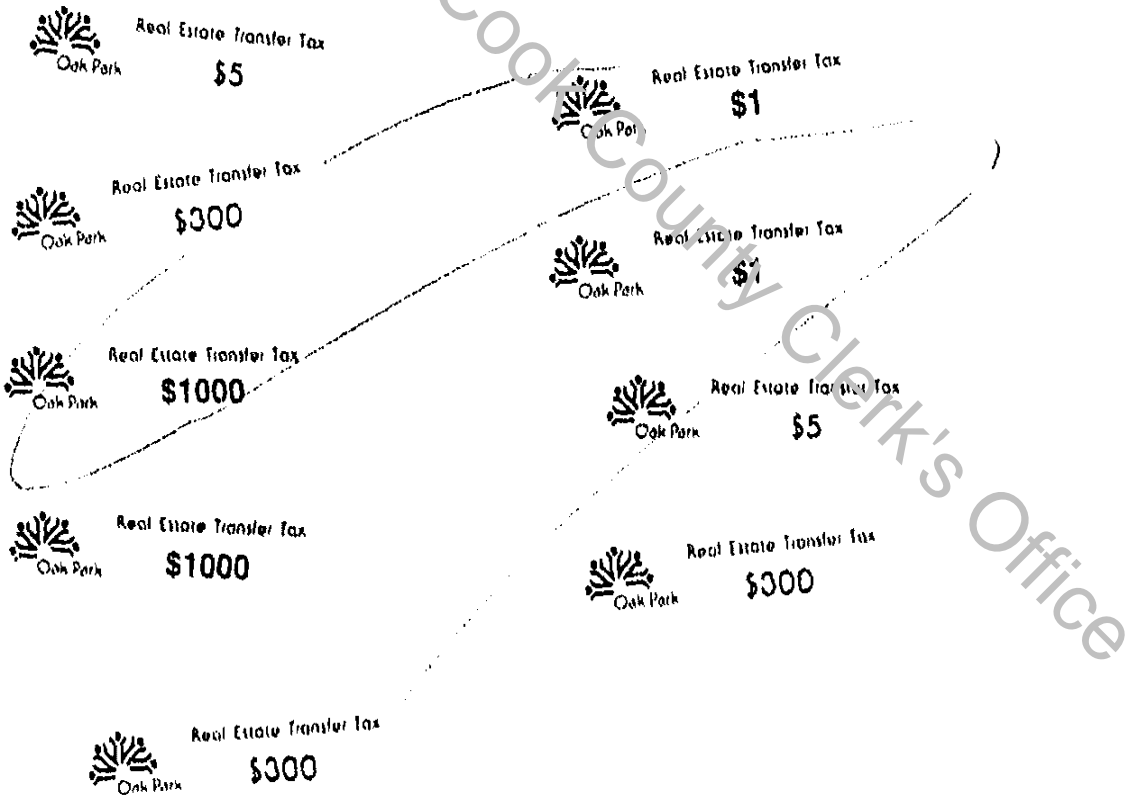 Real Estate Transfer Tax
Oak Park
$5
Real Estate Transfer Tax
Oak Park
$300
Real Estate Transfer Tax
Oak Park
$1000
Real Estate Transfer Tax
Oak Park
$1000
Real Estate Transfer Tax
Oak Park
$300
Real Estate Transfer Tax
Oak Park
$1
Real Estate Transfer Tax
Oak Park
$1
Real Estate Transfer Tax
Oak Park
$5
Real Estate Transfer Tax
Oak Park
$300
Cook County Clerk's Office